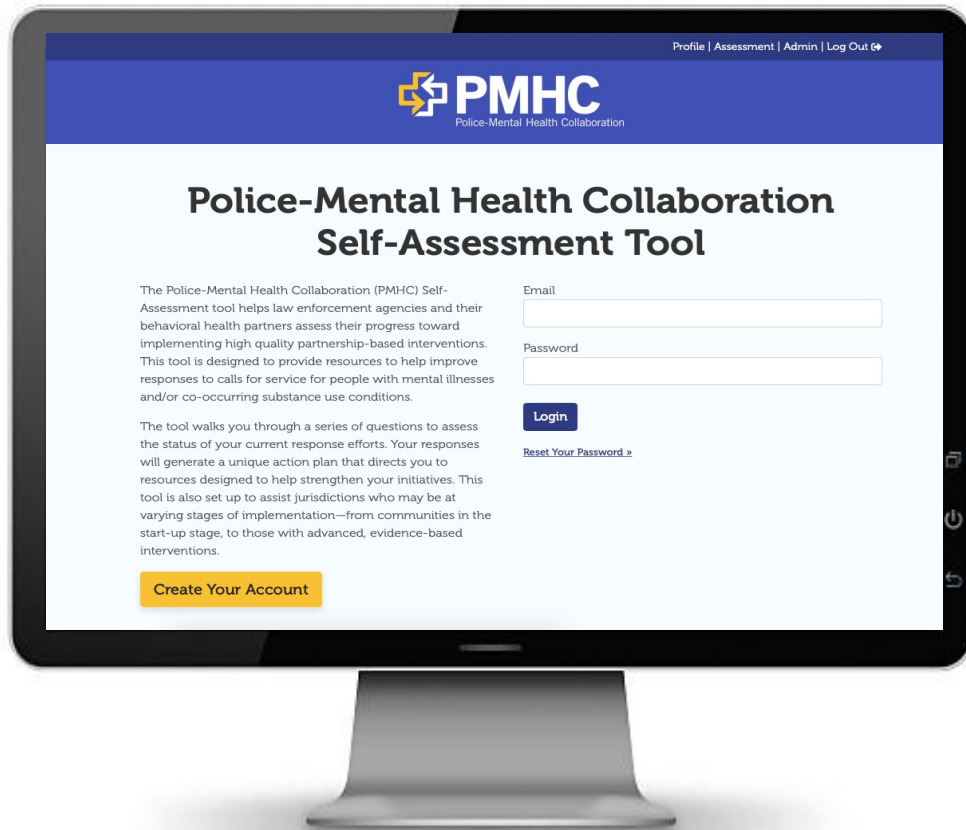 Profile | Assessment | Admin | Log Out
PMHC
Police-Mental Health Collaboration
Police-Mental Health Collaboration
Self-Assessment Tool
The Police-Mental Health Collaboration (PMHC) Self-
Assessment tool helps law enforcement agencies and their
behavioral health partners assess their progress toward
implementing high quality partnership-based interventions.
This tool is designed to provide resources to help improve
responses to calls for service for people with mental illnesses
and/or co-occurring substance use conditions.
The tool walks you through a series of questions to assess
the status of your current response efforts. Your responses
will generate a unique action plan that directs you to
resources designed to help strengthen your initiatives. This
tool is also set up to assist jurisdictions who may be at
varying stages of implementation—from communities in the
start-up stage, to those with advanced, evidence-based
interventions.
Create Your Account
Email
Password
Login
Reset Your Password »